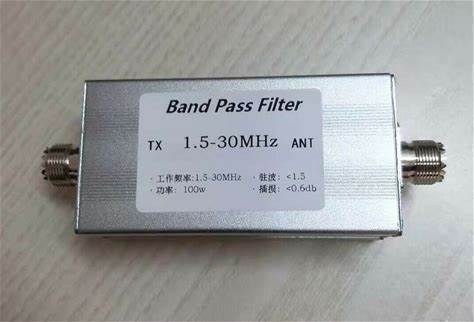 Band Pass Filter
TX 1.5-30MHz ANT
·工作频率:1.5-30MHz ·驻波: <1.5
·功率: 100w ·插损: <0.6db